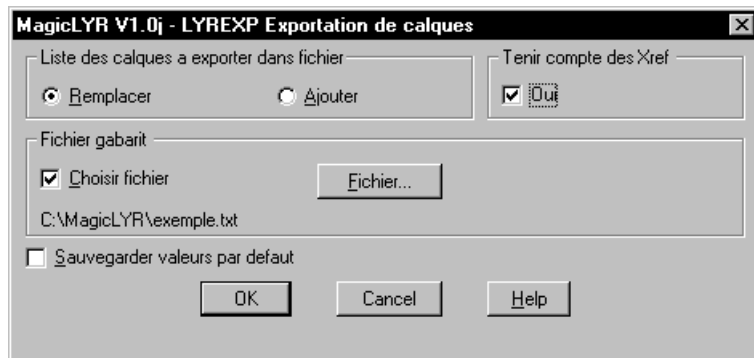 MagicLYR V1.0j - LYREXP Exportation de calques
Liste des calques a exporter dans fichier
Remplacer
Ajouter
Tenir compte des Xref
Oui
Fichier gabarit
Choisir fichier
Fichier...
C:\MagicLYR\exemple.txt
Sauvegarder valeurs par defaut
OK
Cancel
Help